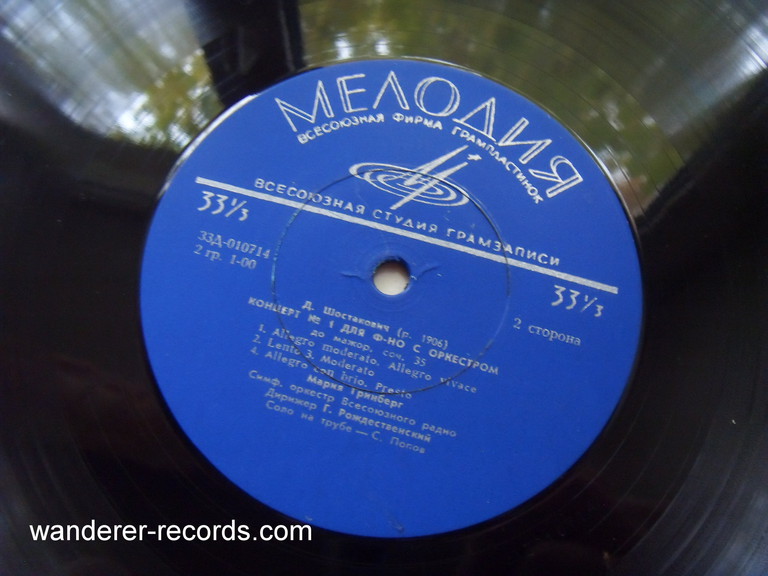 МЕЛОДИЯ
ВСЕСОЮЗНАЯ ФИРМА ГРАМПЛАСТИНОК
ВСЕСОЮЗНАЯ СТУДИЯ ГРАМЗАПИСИ
33⅓
33⅓
33Д-010714
2 гр. 1-00
2 сторона
Д. Шостакович (р. 1906)
КОНЦЕРТ № 1 ДЛЯ Ф-НО С ОРКЕСТРОМ
до мажор, соч. 35
1. Allegro moderato. Allegro vivace
2. Lento 3. Moderato
4. Allegro con brio. Presto
Мария Гринберг
Симф. оркестр Всесоюзного радио
Дирижер Г. Рождественский
Соло на трубе — С. Попов
wanderer-records.com